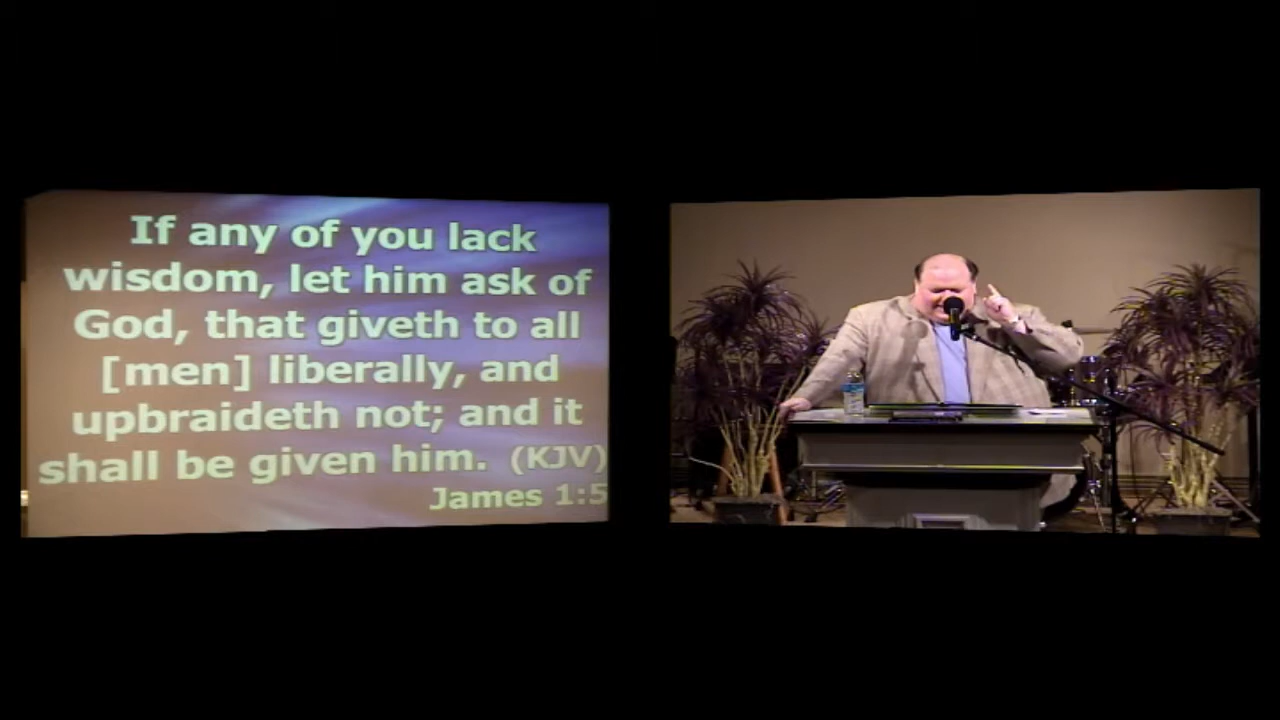 If any of you lack
wisdom, let him ask of
God, that giveth to all
[men] liberally, and
upbraideth not; and it
shall be given him. (KJV)
James 1:5